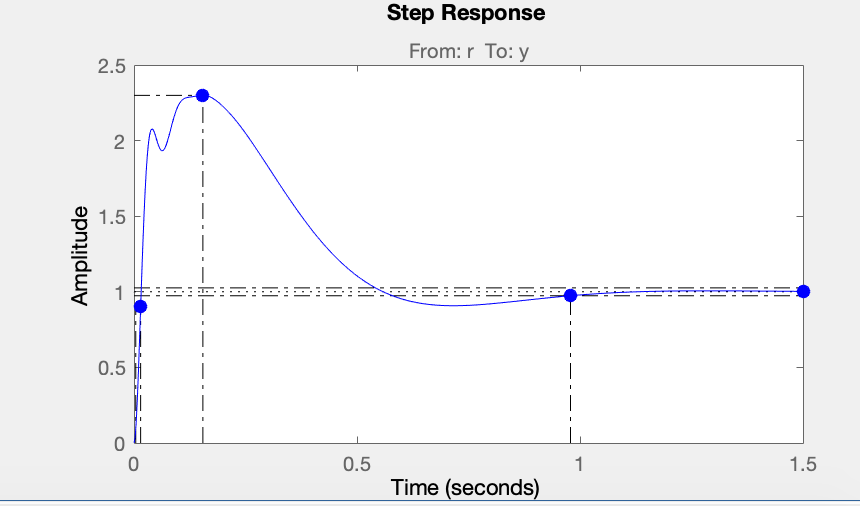 Step Response
From: r To: y
2.5
2
1.5
1
0.5
0
Amplitude
0 0.5 1 1.5
Time (seconds)